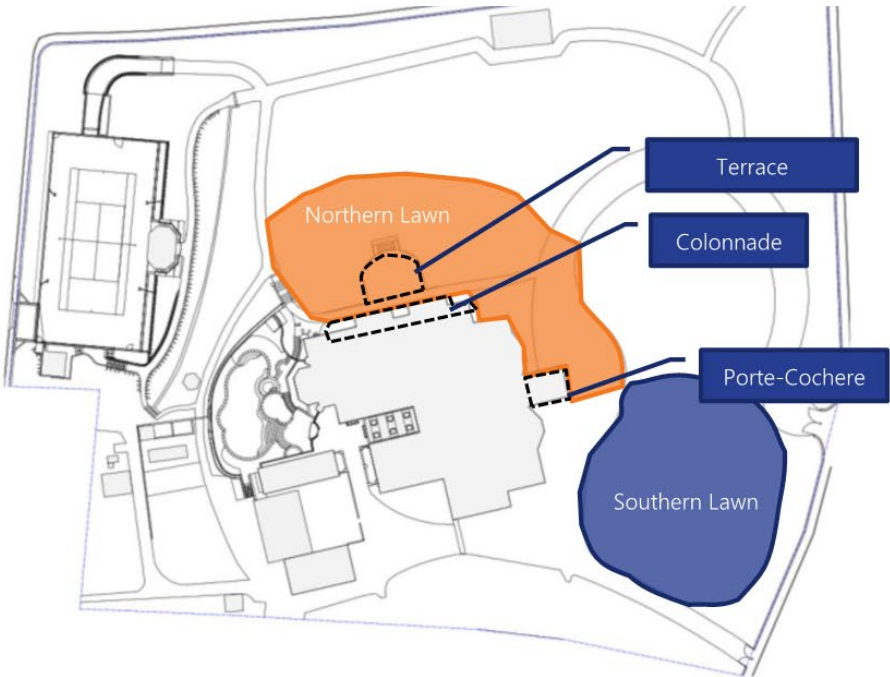 Terrace
Northern Lawn
Colonnade
Porte-Cochere
Southern Lawn